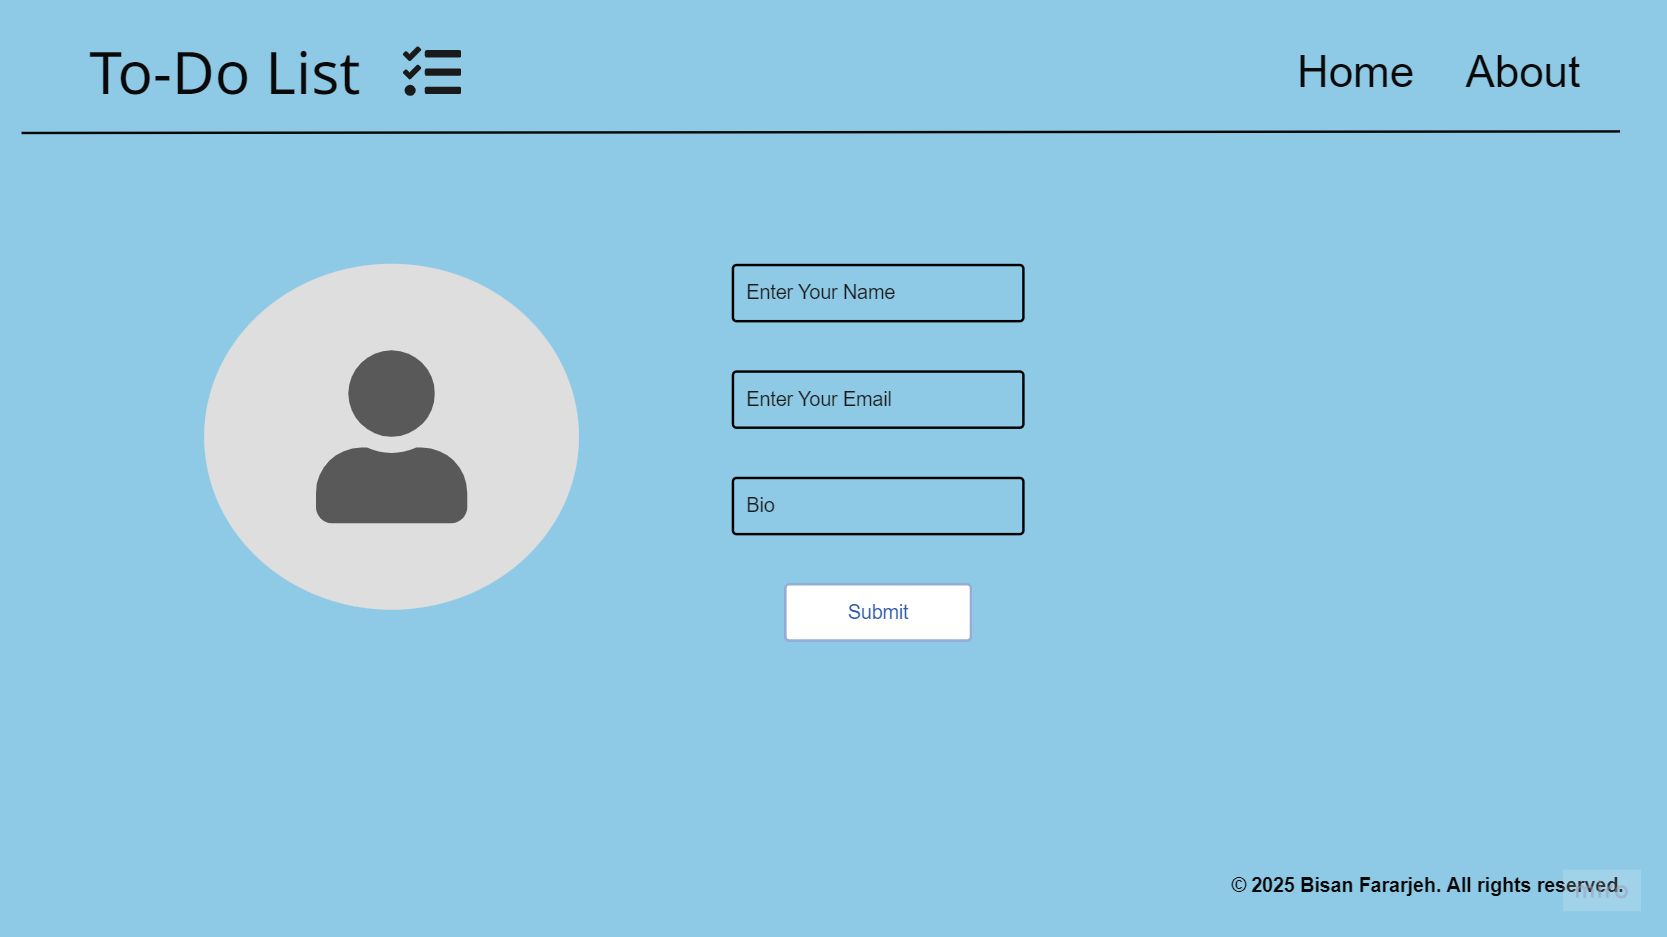 To-Do List
Home About
Enter Your Name
Enter Your Email
Bio
Submit
© 2025 Bisan Fararjeh. All rights reserved.
miro